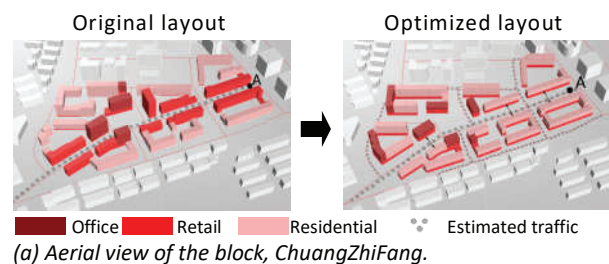 Original layout
Optimized layout
A
A
Office Retail Residential Estimated traffic
(a) Aerial view of the block, ChuangZhiFang.